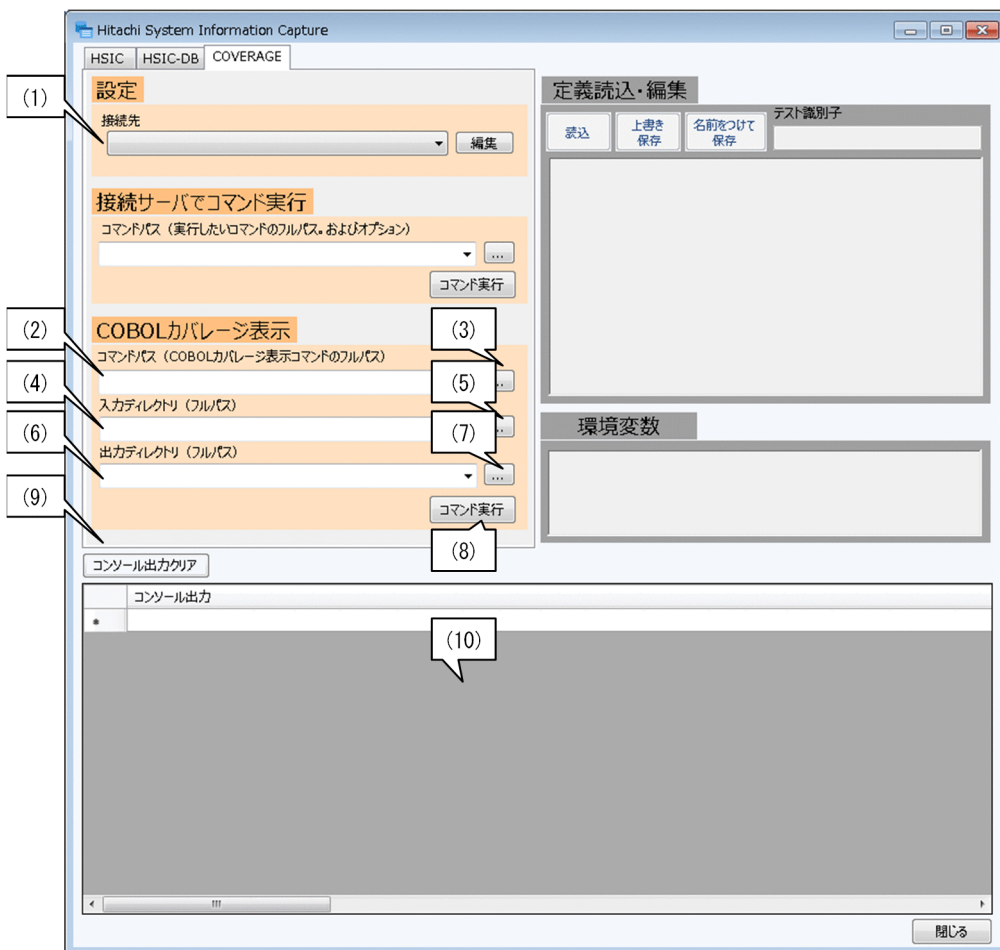 Hitachi System Information Capture
HSIC HSIC-DB COVERAGE
(1)
設定
接続先
編集
接続サーバでコマンド実行
コマンドパス (実行したいコマンドのフルパス。およびオプション)
...
コマンド実行
(2)
COBOLカバレージ表示
(3)
コマンドパス (COBOLカバレージ表示コマンドのフルパス)
(4)
(5)
入力ディレクトリ (フルパス)
(6)
(7)
出力ディレクトリ (フルパス)
...
(9)
コマンド実行
(8)
定義読込・編集
読込
上書き
保存
名前をつけて
保存
テスト識別子
環境変数
コンソール出力クリア
コンソール出力
*
(10)
閉じる